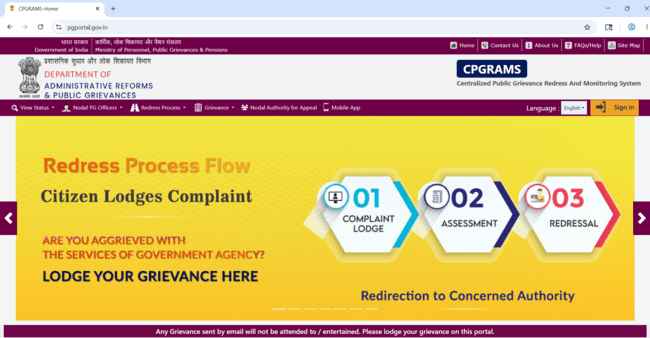 CPGRAMS-Home
pgportal.gov.in
भारत सरकार
Government of India
कार्मिक, लोक शिकायत और पेंशन मंत्रालय
Ministry of Personnel, Public Grievances & Pensions
Home
Contact Us
About Us
FAQs/Help
Site Map
प्रशासनिक सुधार और लोक शिकायत विभाग
DEPARTMENT OF
ADMINISTRATIVE REFORMS
& PUBLIC GRIEVANCES
CPGRAMS
Centralized Public Grievance Redress And Monitoring System
View Status
Nodal PG Officers
Redress Process
Grievance
Nodal Authority for Appeal
Mobile App
Language :
English
Sign In
Redress Process Flow
Citizen Lodges Complaint
ARE YOU AGGRIEVED WITH
THE SERVICES OF GOVERNMENT AGENCY?
LODGE YOUR GRIEVANCE HERE
01
COMPLAINT
LODGE
02
ASSESSMENT
03
REDRESSAL
Redirection to Concerned Authority
Any Grievance sent by email will not be attended to / entertained. Please lodge your grievance on this portal.